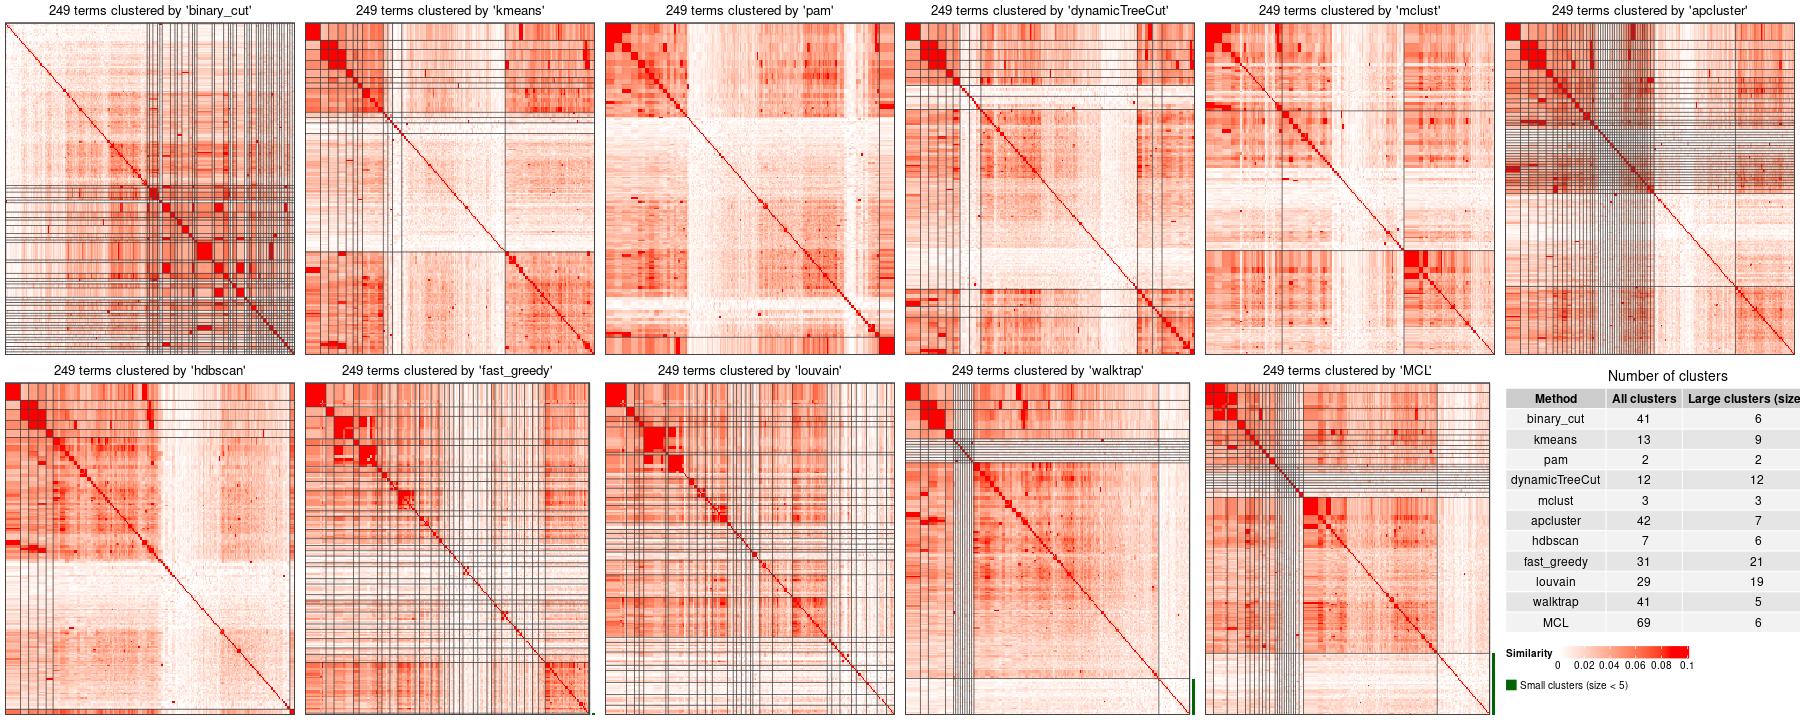 249 terms clustered by 'binary_cut'
249 terms clustered by 'kmeans'
249 terms clustered by 'pam'
249 terms clustered by 'dynamicTreeCut'
249 terms clustered by 'mclust'
249 terms clustered by 'apcluster'
249 terms clustered by 'hdbscan'
249 terms clustered by 'fast_greedy'
249 terms clustered by 'louvain'
249 terms clustered by 'walktrap'
249 terms clustered by 'MCL'
Number of clusters
Method All clusters Large clusters (size
binary_cut 41 6
kmeans 13 9
pam 2 2
dynamicTreeCut 12 12
mclust 3 3
apcluster 42 7
hdbscan 7 6
fast_greedy 31 21
louvain 29 19
walktrap 41 5
MCL 69 6
Similarity
0 0.02 0.04 0.06 0.08 0.1
Small clusters (size < 5)